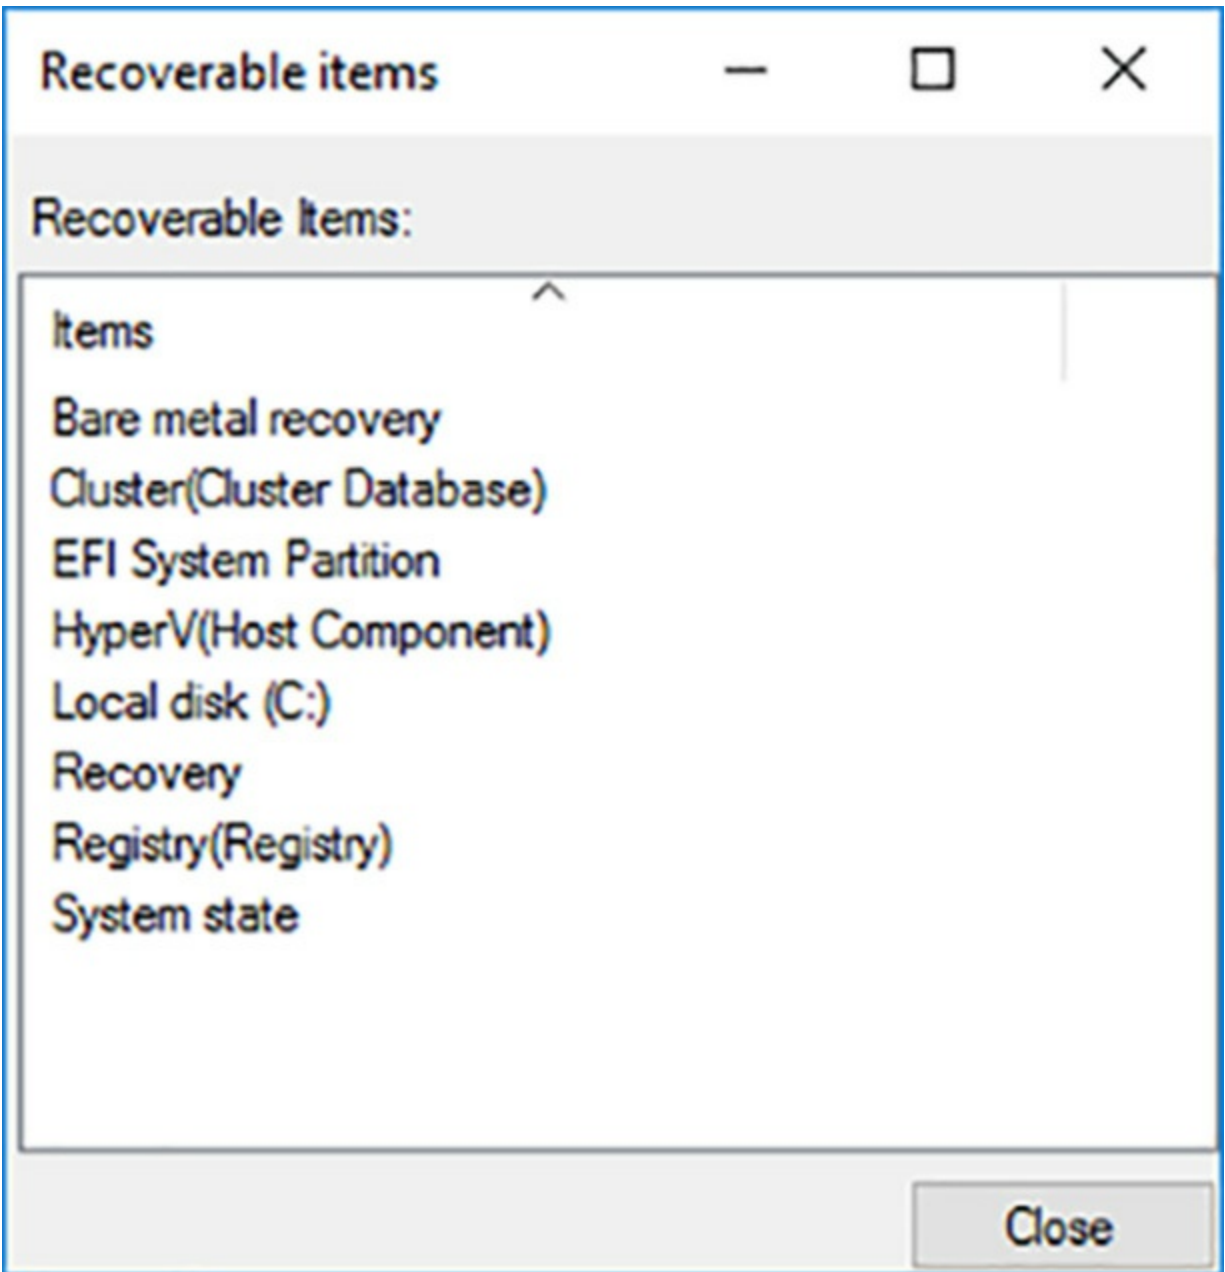 Recoverable items
Recoverable Items:
Items
Bare metal recovery
Cluster(Cluster Database)
EFI System Partition
HyperV(Host Component)
Local disk (C:)
Recovery
Registry(Registry)
System state
Close